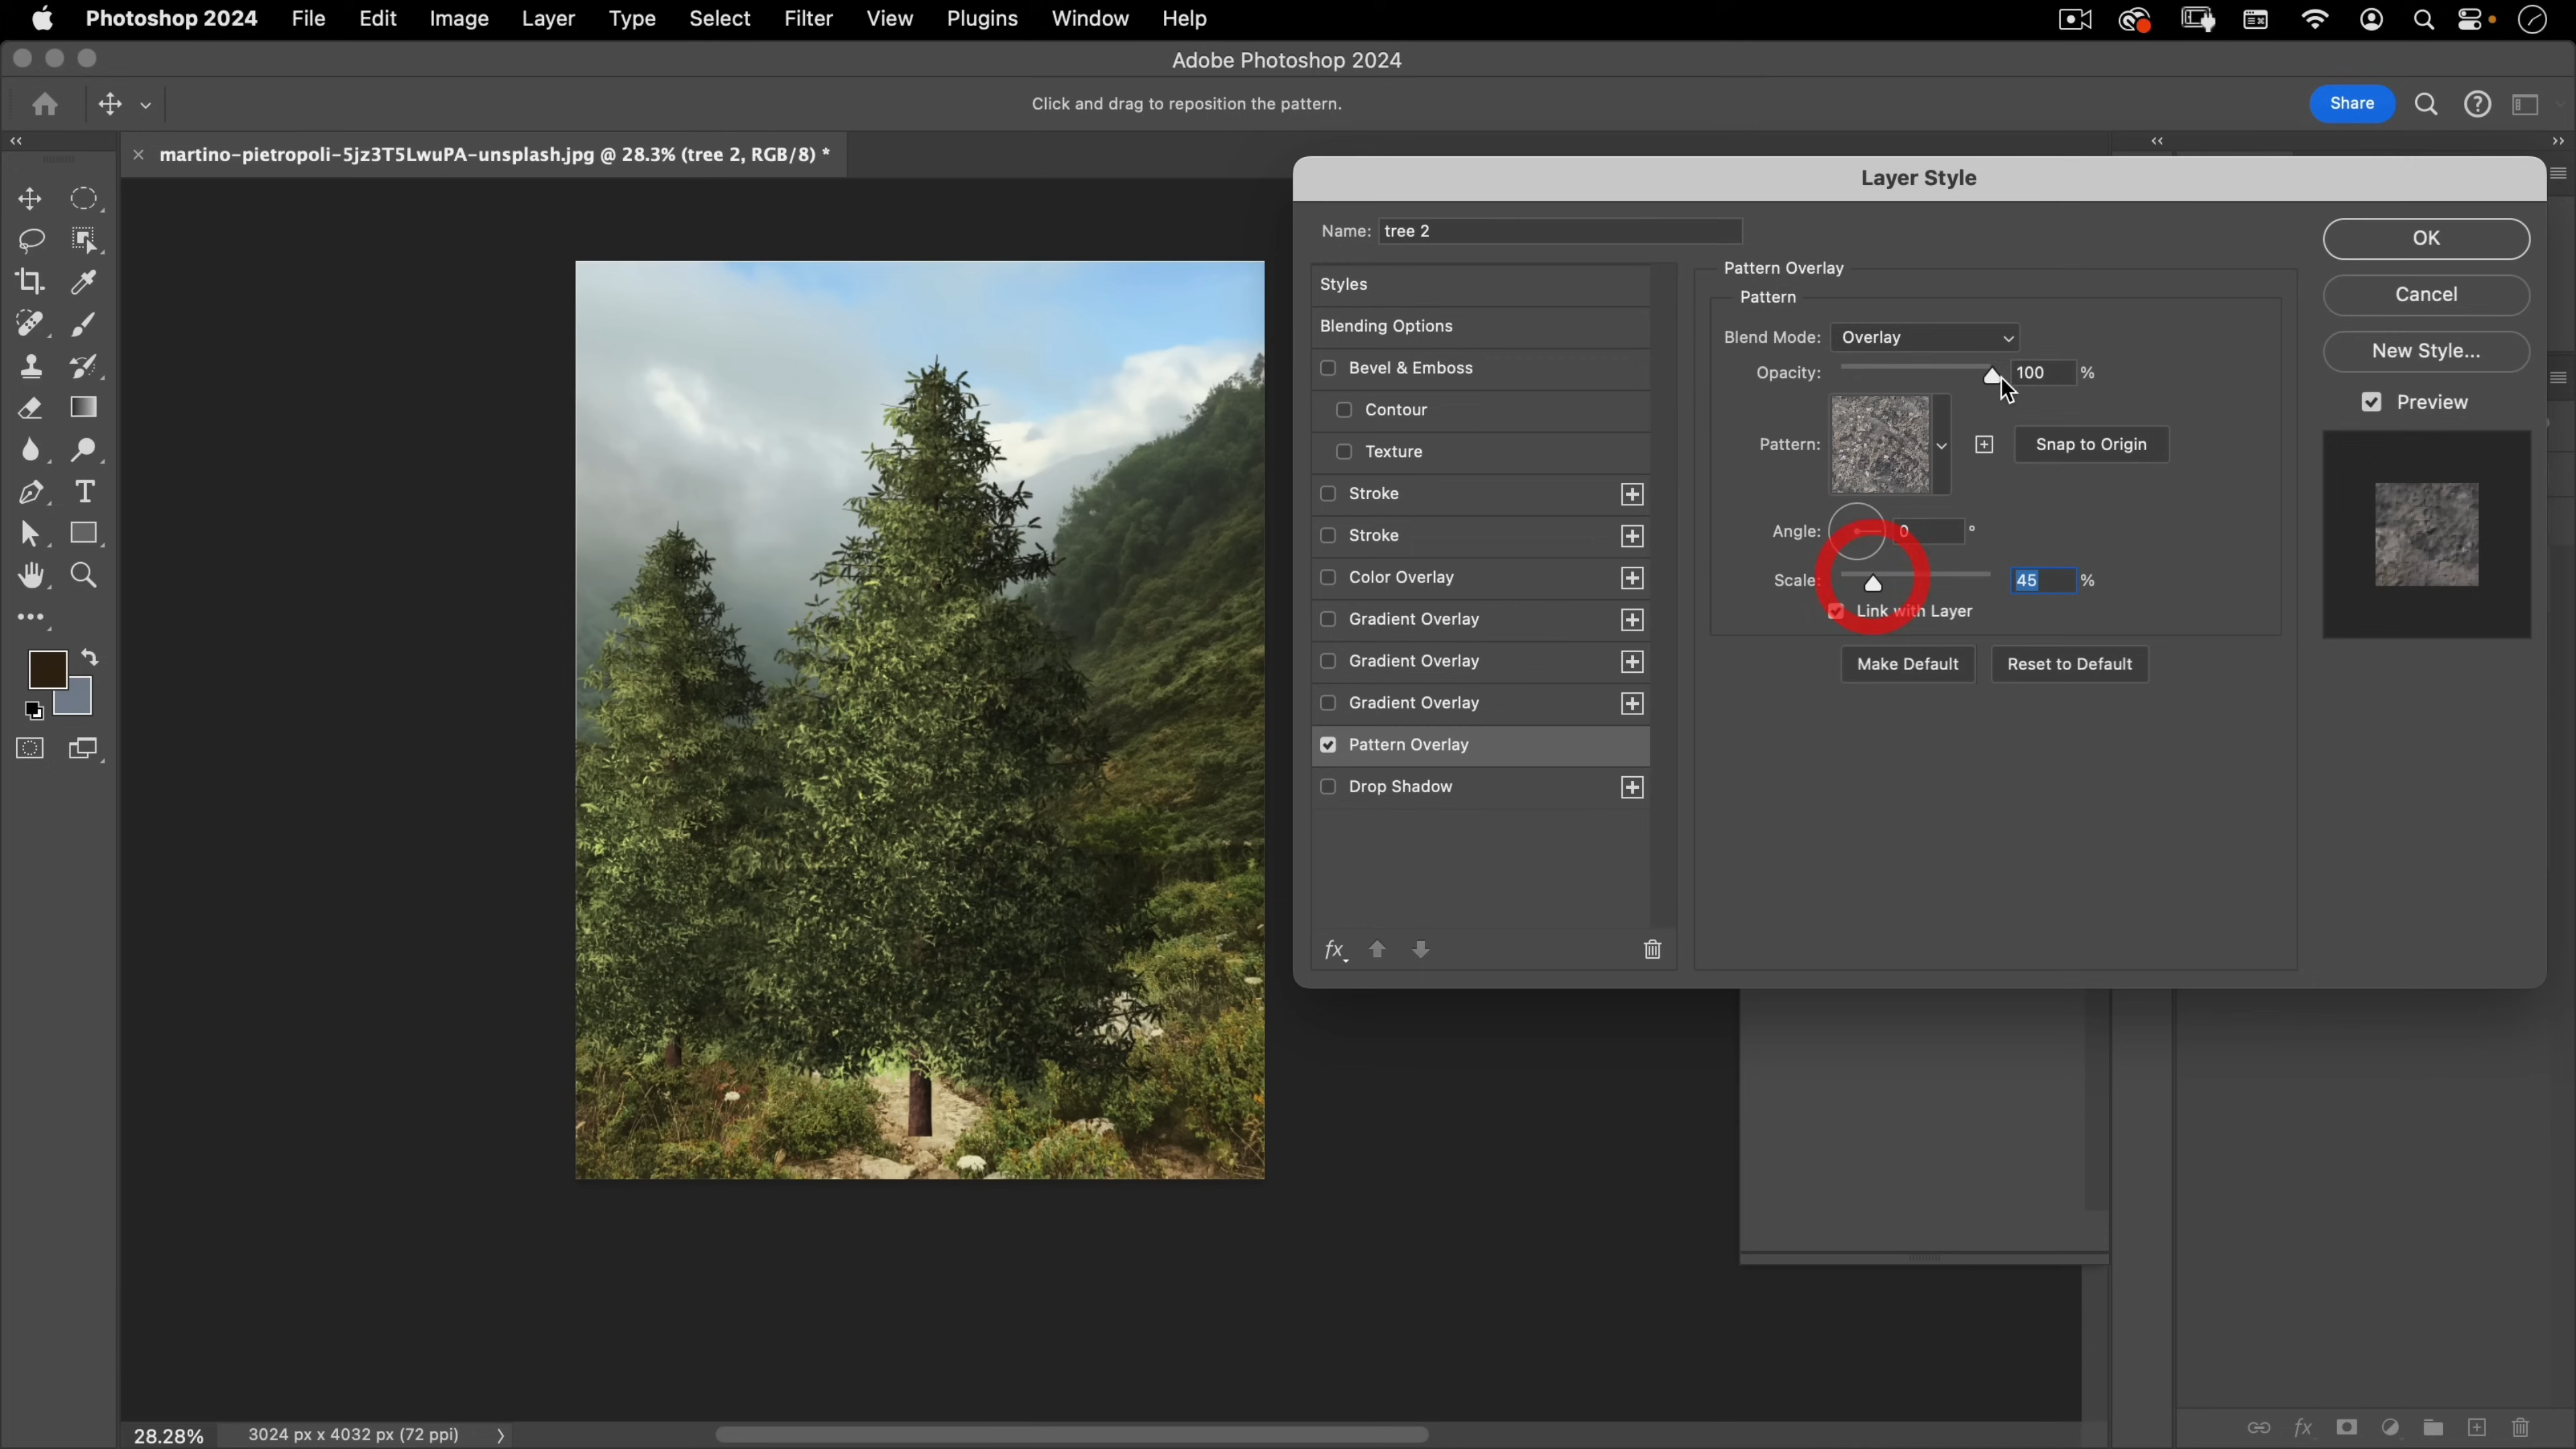 Photoshop 2024 File Edit Image Layer Type Select Filter View Plugins Window Help
Adobe Photoshop 2024
Click and drag to reposition the pattern.
Share
martino-pietropoli-5jz3T5LwuPA-unsplash.jpg @ 28.3% (tree 2, RGB/8) *
Layer Style
Name: tree 2
Styles
Blending Options
Bevel & Emboss
Contour
Texture
Stroke
Stroke
Color Overlay
Gradient Overlay
Gradient Overlay
Gradient Overlay
Pattern Overlay
Drop Shadow
fx
Pattern Overlay
Pattern
Blend Mode: Overlay
Opacity: 100 %
Pattern: Snap to Origin
Angle: 0 °
Scale: 45 %
Link with Layer
Make Default Reset to Default
OK
Cancel
New Style...
Preview
28.28% 3024 px x 4032 px (72 ppi)
fx